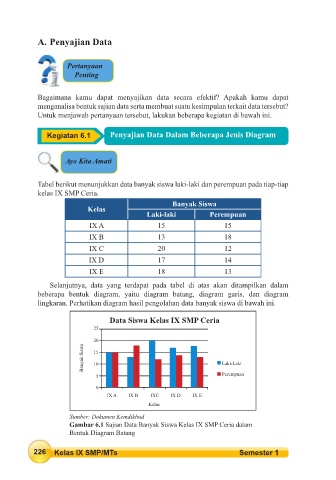 A. Penyajian Data
Pertanyaan
Penting
Bagaimana kamu dapat menyajikan data secara efektif? Apakah kamu dapat
menganalisa bentuk sajian data serta membuat suatu kesimpulan terkait data tersebut?
Untuk menjawab pertanyaan tersebut, lakukan beberapa kegiatan di bawah ini.
Kegiatan 6.1 Penyajian Data Dalam Beberapa Jenis Diagram
Ayo Kita Amati
Tabel berikut menunjukkan data banyak siswa laki-laki dan perempuan pada tiap-tiap
kelas IX SMP Ceria.
Kelas Banyak Siswa
Laki-laki Perempuan
IX A 15 15
IX B 13 18
IX C 20 12
IX D 17 14
IX E 18 13
Selanjutnya, data yang terdapat pada tabel di atas akan ditampilkan dalam
beberapa bentuk diagram, yaitu diagram batang, diagram garis, dan diagram
lingkaran. Perhatikan diagram hasil pengolahan data banyak siswa di bawah ini.
Data Siswa Kelas IX SMP Ceria
25
20
15
10
5
0
Banyak Siswa
Laki-Laki
Perempuan
IX A IX B IXC IX D IX E
Kelas
Sumber: Dokumen Kemdikbud
Gambar 6.1 Sajian Data Banyak Siswa Kelas IX SMP Ceria dalam
Bentuk Diagram Batang
226 Kelas IX SMP/MTs Semester 1